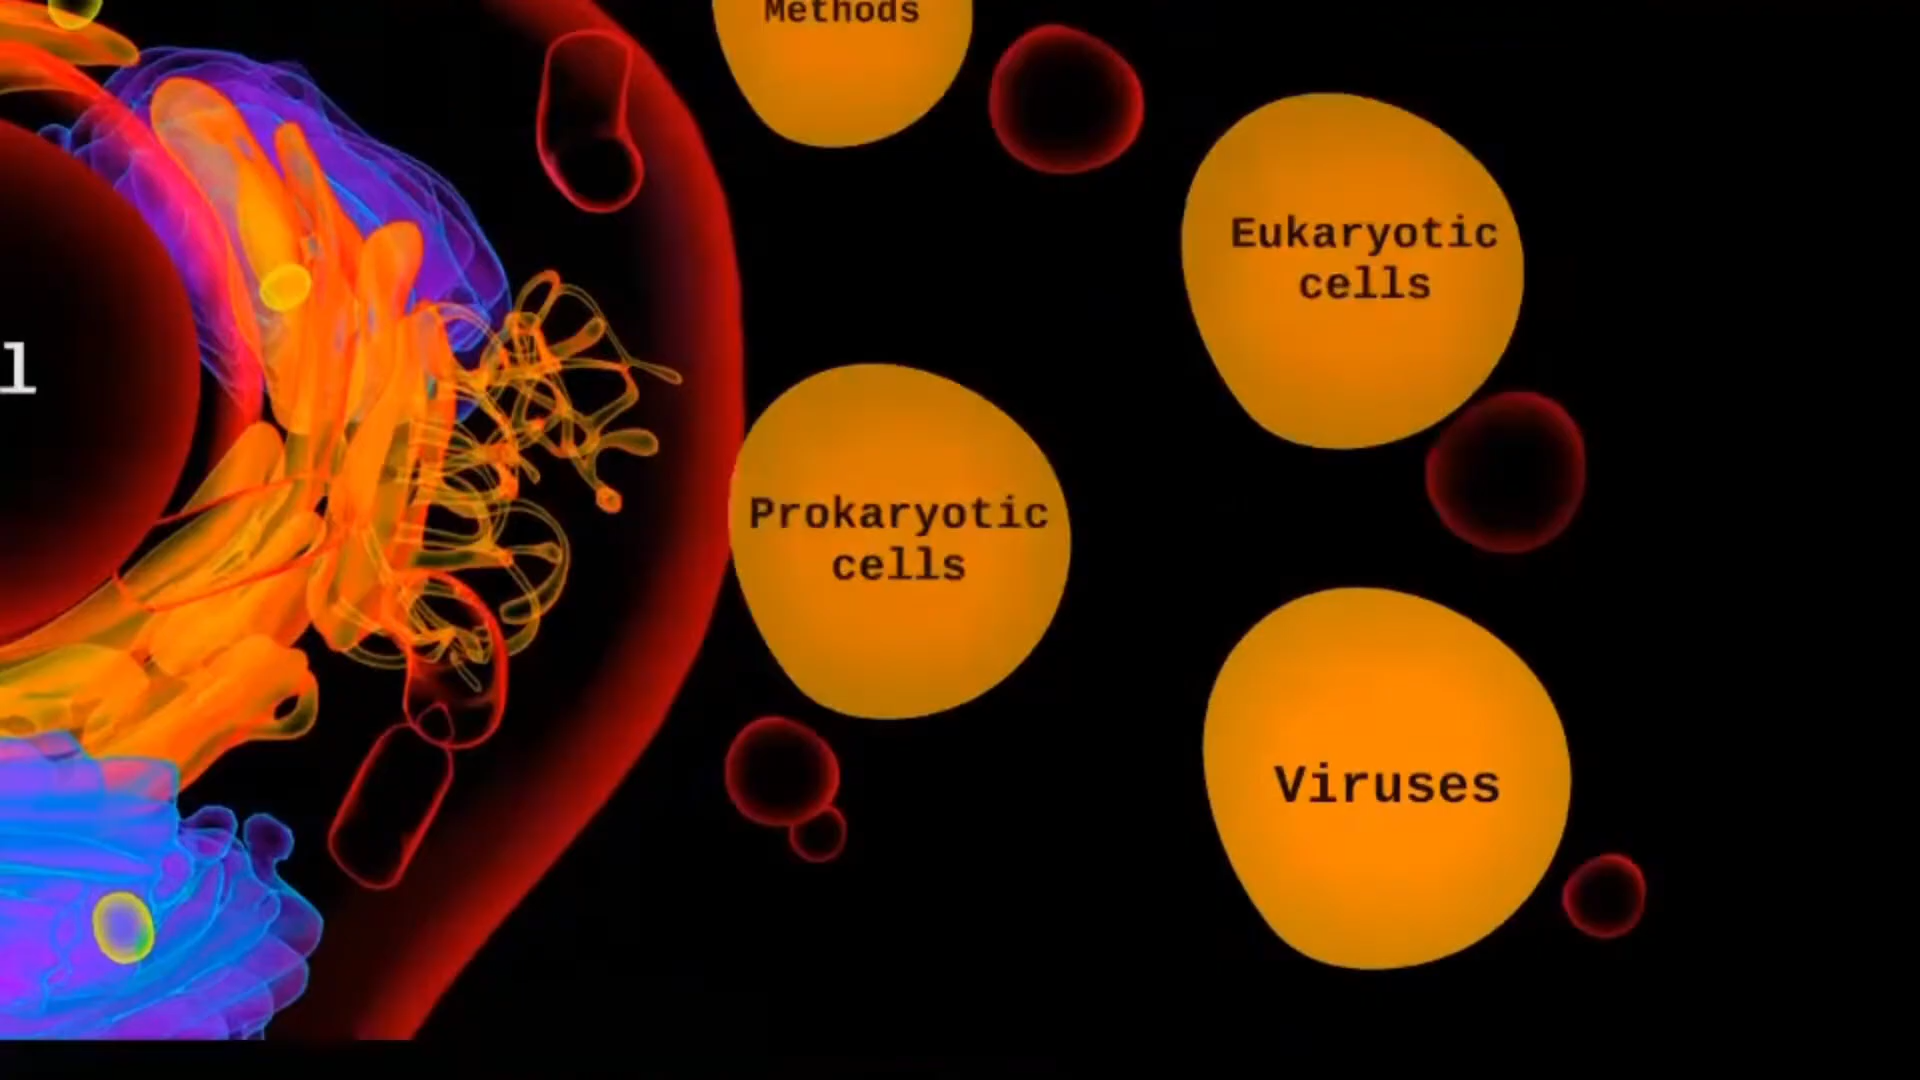 Methods
Eukaryotic
cells
l
Prokaryotic
cells
Viruses